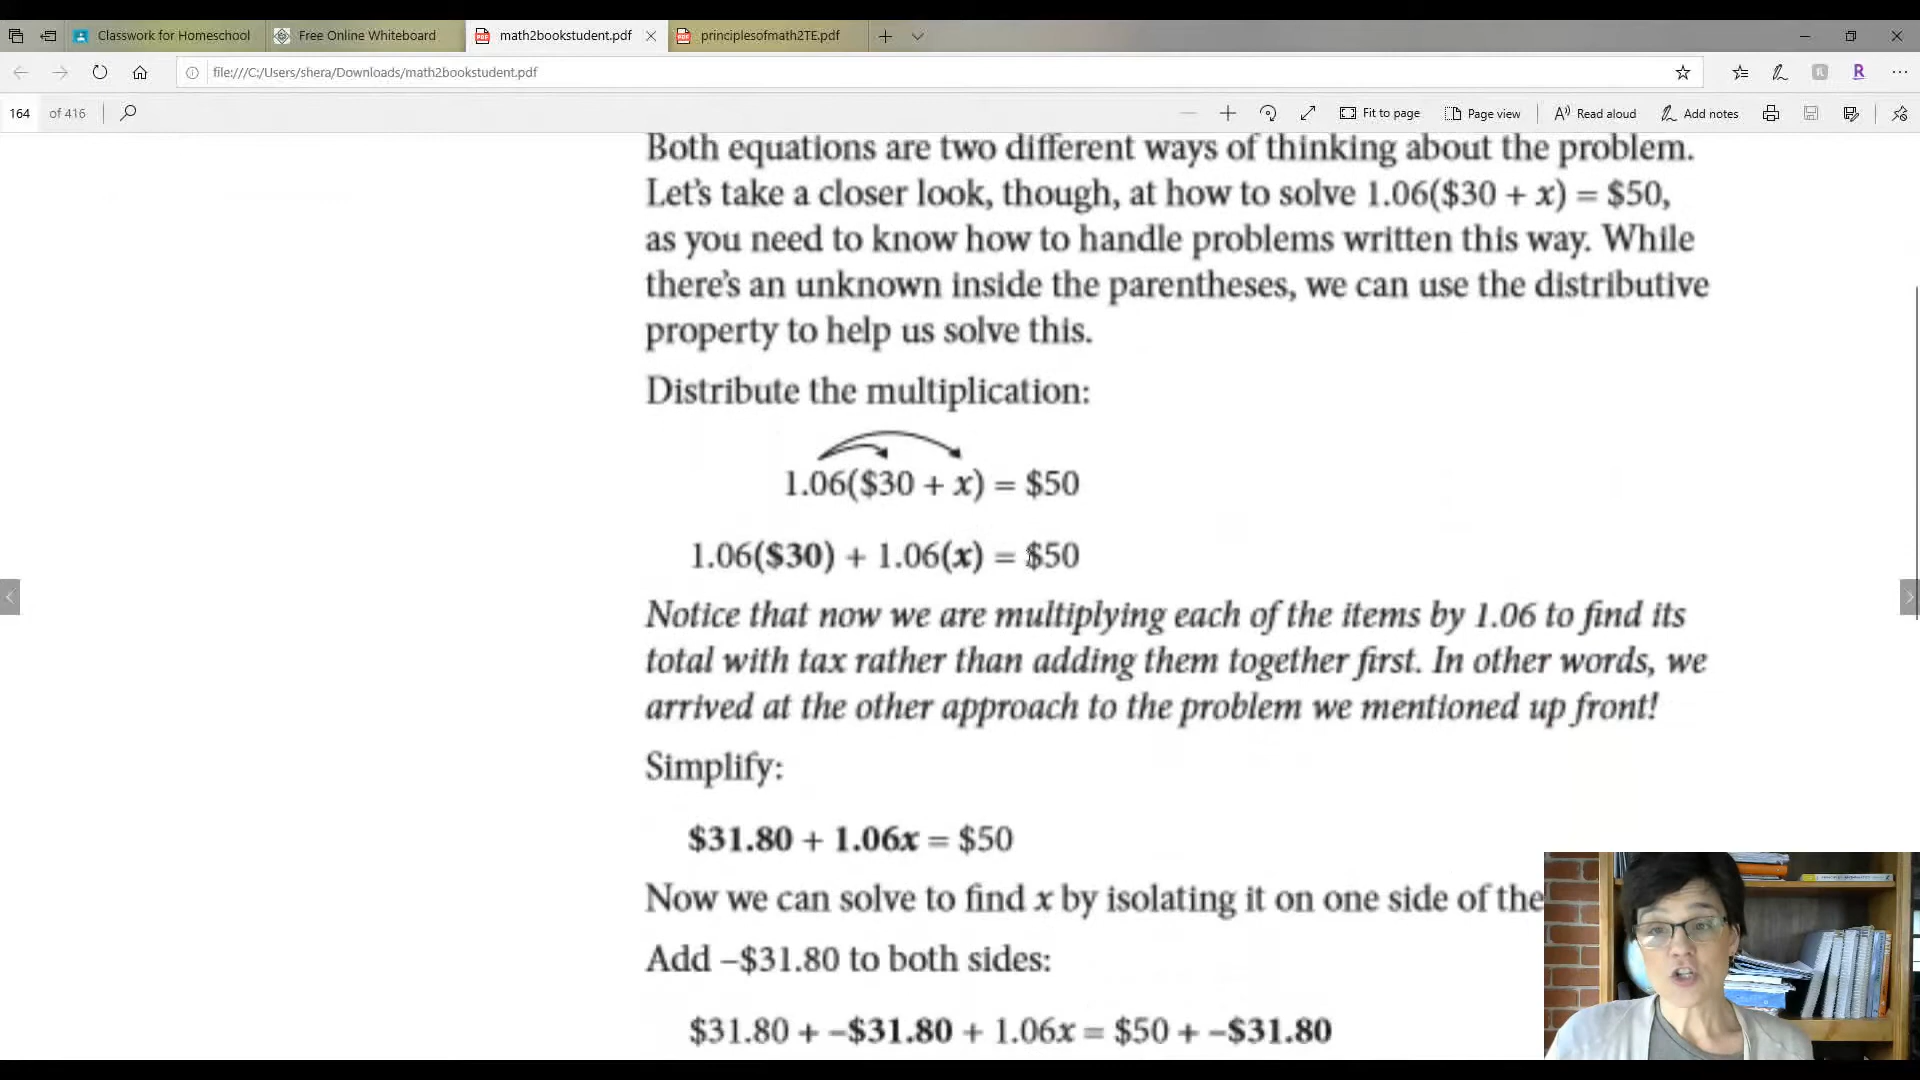 Classwork for Homeschool
Free Online Whiteboard
math2bookstudent.pdf
principlesofmath2TE.pdf
file:///C:/Users/shera/Downloads/math2bookstudent.pdf
R
164 of 416
Fit to page
Page view
Read aloud
Add notes
Both equations are two different ways of thinking about the problem.
Let's take a closer look, though, at how to solve 1.06($30 + x) = $50,
as you need to know how to handle problems written this way. While
there's an unknown inside the parentheses, we can use the distributive
property to help us solve this.
Distribute the multiplication:
1.06($30 + x) = $50
1.06($30) + 1.06(x) = $50
Notice that now we are multiplying each of the items by 1.06 to find its
total with tax rather than adding them together first. In other words, we
arrived at the other approach to the problem we mentioned up front!
Simplify:
$31.80 + 1.06x = $50
Now we can solve to find x by isolating it on one side of the
Add –$31.80 to both sides:
$31.80 + –$31.80 + 1.06x = $50 + –$31.80